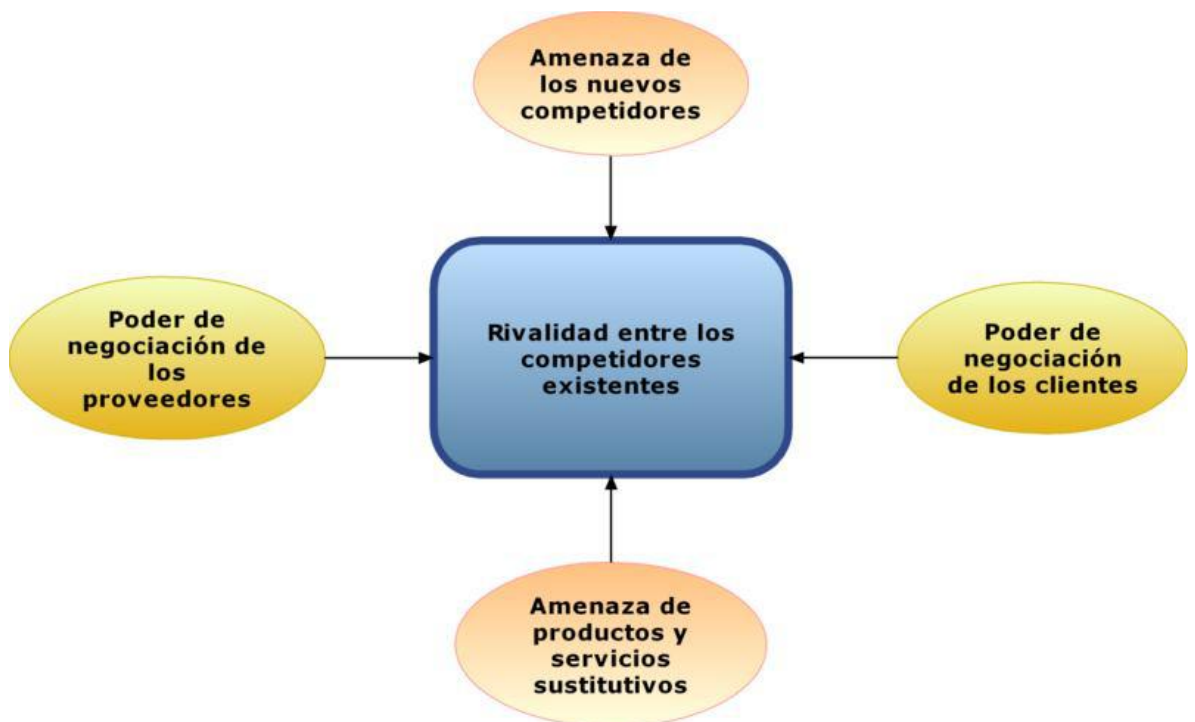 Amenaza de
los nuevos
competidores
Poder de
negociación de
los
proveedores
Rivalidad entre los
competidores
existentes
Poder de
negociación
de los clientes
Amenaza de
productos y
servicios
sustitutivos